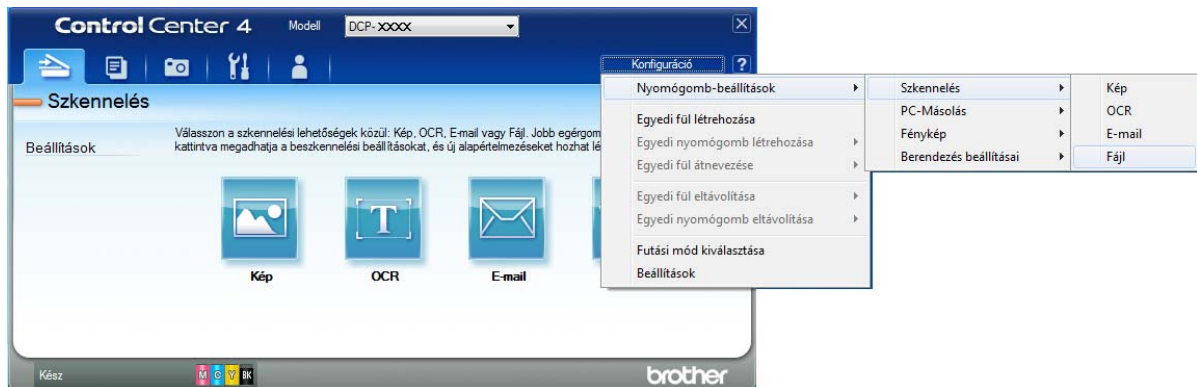 Control Center 4
Modell
DCP-XXXX
X
Konfiguráció
?
Szkennelés
Beállítások
Válasszon a szkennelési lehetőségek közül: Kép, OCR, E-mail vagy Fájl. Jobb egérgom
kattintva megadhatja a beszkennelési beállításokat, és új alapértelmezéseket hozhat lé
T
Kép
OCR
E-mail
Nyomógomb-beállítások
Egyedi fül létrehozása
Egyedi nyomógomb létrehozása
Egyedi fül átnevezése
Egyedi fül eltávolítása
Egyedi nyomógomb eltávolítása
Futási mód kiválasztása
Beállítások
Szkennelés
PC-Másolás
Fénykép
Berendezés beállításai
Kép
OCR
E-mail
Fájl
Kész
M C Y BK
brother